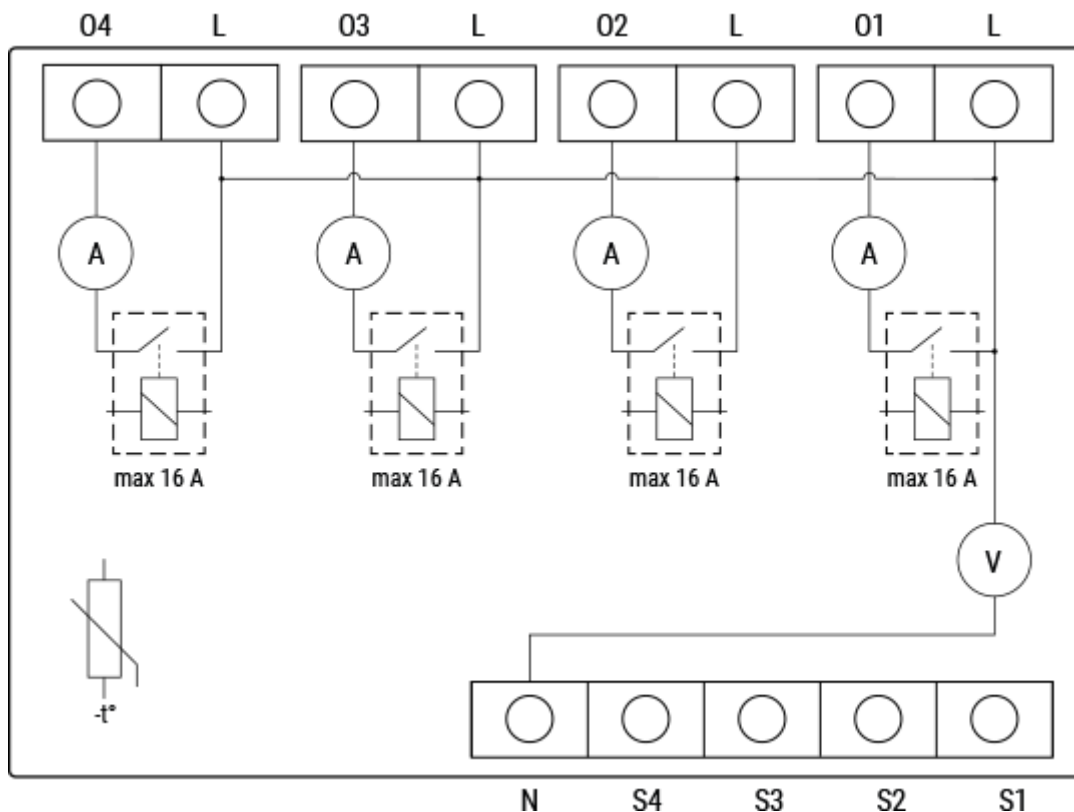 O4 L O3 L O2 L O1 L
A A A A
max 16 A max 16 A max 16 A max 16 A
V
-t°
N S4 S3 S2 S1